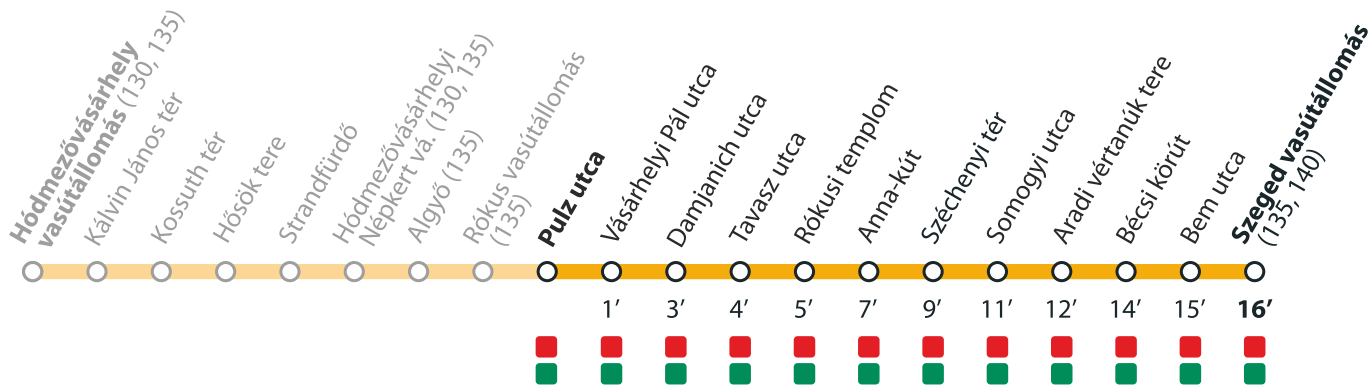 Hódmezővásárhely
vasútállomás (130, 135)
Kálvin János tér
Kossuth tér
Hősök tere
Strandfürdő
Hódmezővásárhelyi
Népkert vá. (130, 135)
Algyő (135)
Rókus vasútállomás
(135)
Pulz utca
Vásárhelyi Pál utca
Damjanich utca
Tavasz utca
Rókusi templom
Anna-kút
Széchenyi tér
Somogyi utca
Aradi vértanúk tere
Bécsi körút
Bem utca
Szeged vasútállomás
(135, 140)
1’ 3’ 4’ 5’ 7’ 9’ 11’ 12’ 14’ 15’ 16’